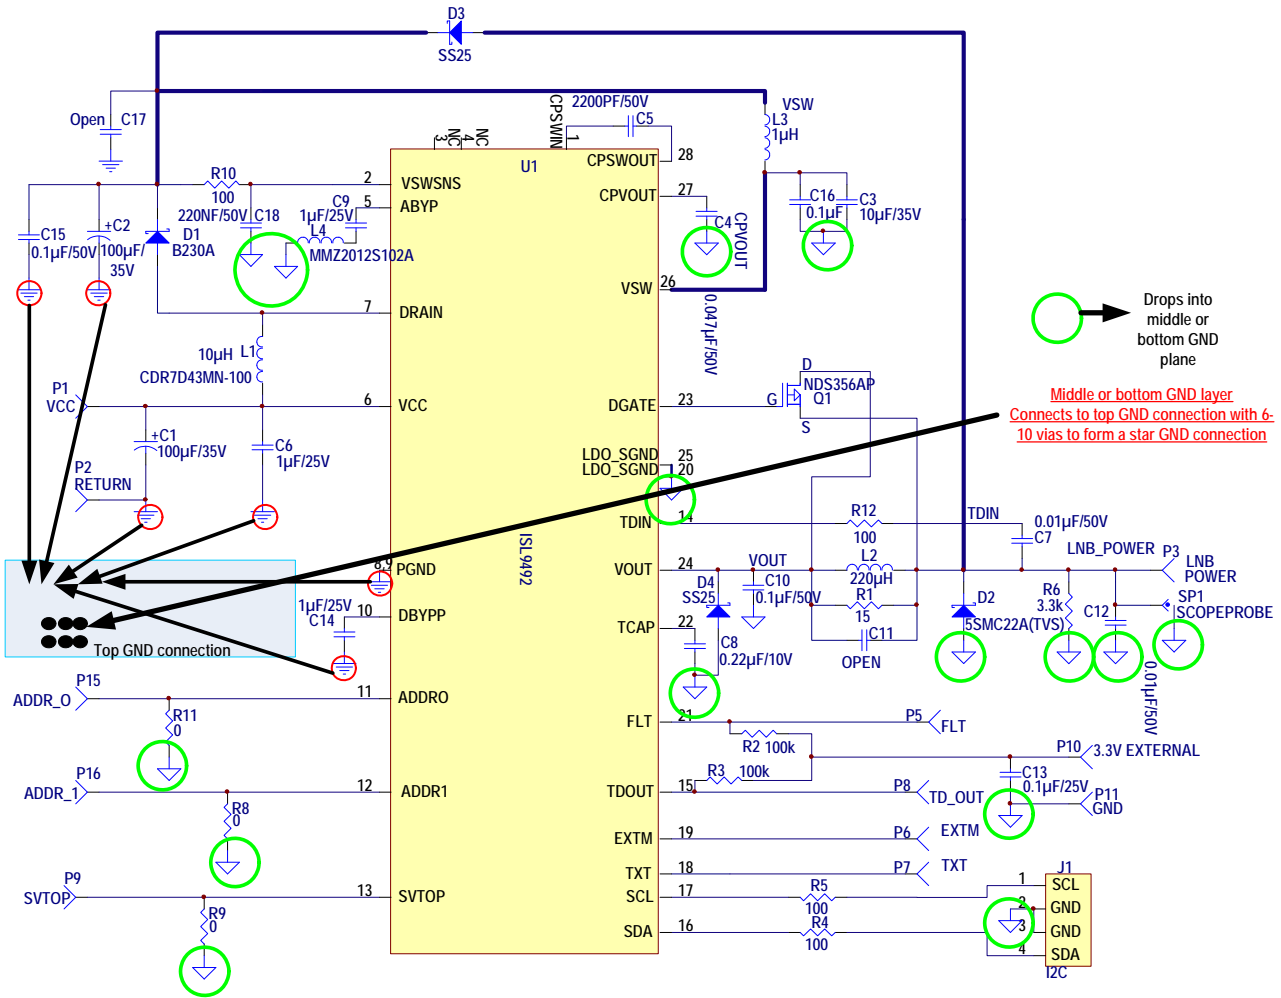 D3
SS25
2200PF/50V
CPSWIN
C5
VSW
L3
1µH
Open
C17
NC
NC
3
4
1
U1
CPSWOUT
28
R10
100
2
VSWSNS
CPVOUT
27
C9
1µF/25V
5
ABYP
C16
0.1µF
C3
10µF/35V
220NF/50V
C18
L4
MMZ2012S102A
C4
CPVOUT
C15
0.1µF/50V
+C2
100µF/
35V
D1
B230A
VSW
26
0.047µF/50V
7
DRAIN
Drops into
middle or
bottom GND
plane
10µH
L1
CDR7D43MN-100
D
NDS356AP
Q1
G
S
P1
VCC
6
VCC
DGATE
23
Middle or bottom GND layer
Connects to top GND connection with 6-
10 vias to form a star GND connection
+C1
100µF/35V
C6
1µF/25V
P2
RETURN
LDO_SGND
25
LDO_SGND
20
TDIN
14
R12
100
TDIN
0.01µF/50V
C7
ISL9492
8,9
PGND
VOUT
24
VOUT
L2
220µH
LNB_POWER
P3
LNB
POWER
D4
SS25
C10
0.1µF/50V
R1
15
D2
5SMC22A(TVS)
R6
3.3k
C12
SP1
SCOPEPROBE
1µF/25V
C14
10
DBYPP
TCAP
22
C8
0.22µF/10V
C11
OPEN
0.01µF/50V
Top GND connection
P15
ADDR_O
11
ADDRO
R11
0
FLT
21
P5
FLT
R2
100k
P10
3.3V EXTERNAL
R3
100k
C13
0.1µF/25V
P16
ADDR_1
12
ADDR1
R8
0
TDOUT
15
P8
TD_OUT
P11
GND
EXTM
19
P6
EXTM
TXT
18
P7
TXT
P9
SVTOP
13
SVTOP
R9
0
SCL
17
R5
100
SDA
16
R4
100
J1
1
SCL
2
GND
3
GND
4
SDA
I2C